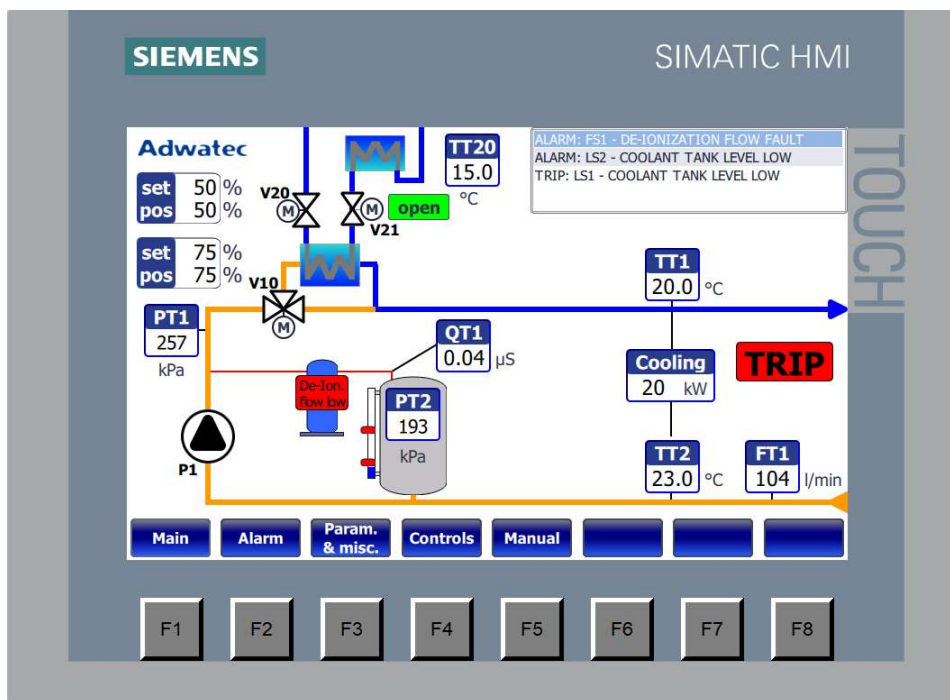 SIEMENS
SIMATIC HMI
TOUCH
Adwatec
ALARM: FS1 - DE-IONIZATION FLOW FAULT
ALARM: LS2 - COOLANT TANK LEVEL LOW
TRIP: LS1 - COOLANT TANK LEVEL LOW
set 50 %
pos 50 %
V20
M
M
open
V21
TT20
15.0
°C
set 75 %
pos 75 %
V10
M
TT1
20.0 °C
PT1
257
kPa
QT1
0.04 µS
De-Ion.
flow low
PT2
193
kPa
Cooling
20 kW
TRIP
P1
TT2
23.0 °C
FT1
104 l/min
Main
Alarm
Param.
& misc.
Controls
Manual
F1
F2
F3
F4
F5
F6
F7
F8